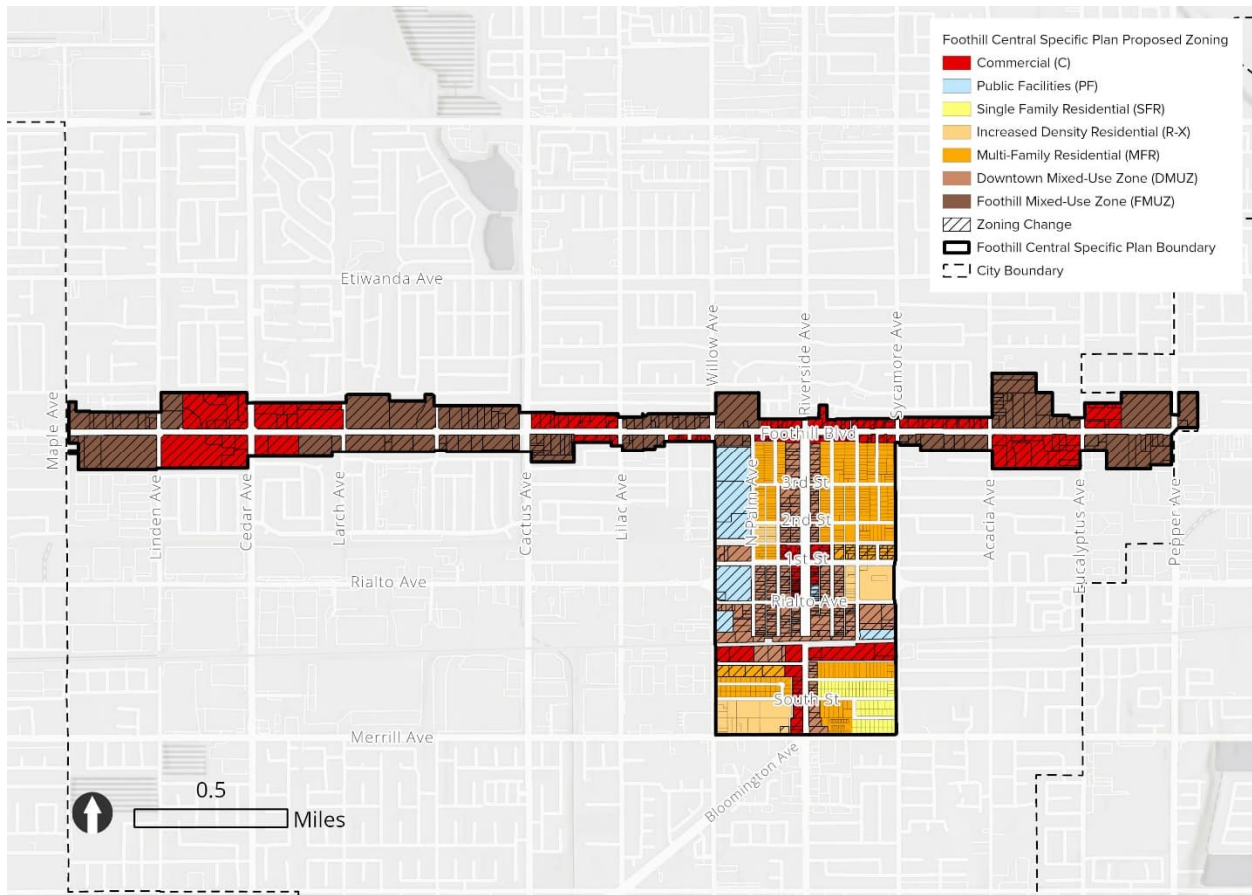 Foothill Central Specific Plan Proposed Zoning
Commercial (C)
Public Facilities (PF)
Single Family Residential (SFR)
Increased Density Residential (R-X)
Multi-Family Residential (MFR)
Downtown Mixed-Use Zone (DMUZ)
Foothill Mixed-Use Zone (FMUZ)
Zoning Change
Foothill Central Specific Plan Boundary
City Boundary
Etiwanda Ave
Willow Ave
Riverside Ave
Sycamore Ave
Maple Ave
Foothill Blvd
Linden Ave
Cedar Ave
Larch Ave
Cactus Ave
Lilac Ave
N Palm Ave
3rd St
2nd St
1st St
Acacia Ave
Eucalyptus Ave
Pepper Ave
Rialto Ave
Rialto Ave
South St
Merrill Ave
Bloomington Ave
0.5
Miles